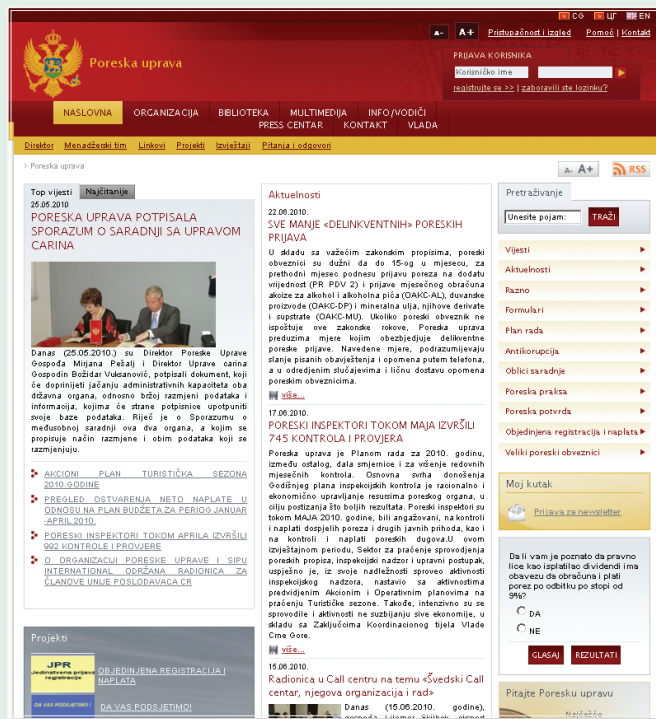 CG ЦГ EN
A- A+ Pristupačnost i izgled Pomoć | Kontakt
Poreska uprava
PRIJAVA KORISNIKA
Korisničko ime
registrujte se >> | zaboravili ste lozinku?
NASLOVNA ORGANIZACIJA BIBLIOTEKA MULTIMEDIJA INFO/VODIČI
PRESS CENTAR KONTAKT VLADA
Direktor Menadžerski tim Linkovi Projekti Izvještaji Pitanja i odgovori
> Poreska uprava
A- A+ RSS
Top vijesti Najčitanije
25.05.2010
PORESKA UPRAVA POTPISALA
SPORAZUM O SARADNJI SA UPRAVOM
CARINA
Danas (25.05.2010.) su Direktor Poreske Uprave
Gospođa Mirjana Pešalj i Direktor Uprave carina
Gospodin Božidar Vuksanović, potpisali dokument, koji
će doprinijeti jačanju administrativnih kapaciteta oba
državna organa, odnosno bržoj razmjeni podataka i
informacija, kojima će strane potpisnice upotpuniti
svoje baze podataka. Riječ je o Sporazumu o
međusobnoj saradnji ova dva organa, a kojim se
propisuje način razmjene i obim podataka koji se
razmjenjuju.
AKCIONI PLAN TURISTIČKA SEZONA
2010.GODINE
PREGLED OSTVARENJA NETO NAPLATE U
ODNOSU NA PLAN BUDŽETA ZA PERIOG JANUAR
-APRIL 2010.
PORESKI INSPEKTORI TOKOM APRILA IZVRŠILI
992 KONTROLE I PROVJERE
O ORGANIZACIJI PORESKE UPRAVE I SIPU
INTERNATIONAL ODRŽANA RADIONICA ZA
ČLANOVE UNIJE POSLODAVACA CR
Projekti
JPR
Jedinstvena prijava
registracije
OBJEDINJENA REGISTRACIJA I
NAPLATA
DA VAS PODSJETIMO !
DA VAS PODSJETIMO!
Aktuelnosti
22.06.2010.
SVE MANJE «DELINKVENTNIH» PORESKIH
PRIJAVA
U skladu sa važećim zakonskim propisima, poreski
obveznici su dužni da do 15-og u mjesecu, za
prethodni mjesec podnesu prijavu poreza na dodatu
vrijednost (PR PDV 2) i prijave mjesečnog obračuna
akcize za alkohol i alkoholna pića (OAKC-AL), duvanske
proizvode (OAKC-DP) i mineralna ulja, njihove derivate
i supstrate (OAKC-MU). Ukoliko poreski obveznik ne
ispoštuje ove zakonske rokove, Poreska uprava
preduzima mjere kojim obezbjedjuje delikventne
poreske prijave. Navedene mjere, podrazumijevaju
slanje pisanih obavještenja i opomena putem telefona,
a u odredjenim slučajevima i ličnu dostavu opomena
poreskim obveznicima.
više...
17.06.2010.
PORESKI INSPEKTORI TOKOM MAJA IZVRŠILI
745 KONTROLA I PROVJERA
Poreska uprava je Planom rada za 2010. godinu,
između ostalog, dala smjernice i za vršenje redovnih
mjesečnih kontrola. Osnovna svrha donošenja
Godišnjeg plana inspekcijskih kontrola je racionalno i
ekonomično upravljanje resursima poreskog organa, u
cilju postizanja što boljih rezultata. Poreski inspektori su
tokom MAJA 2010. godine, bili angažovani, na kontroli
i naplati dospjelih poreza i drugih javnih prihoda, kao i
na kontroli i naplati poreskih dugova.U ovom
izvještajnom periodu, Sektor za praćenje sprovodjenja
poreskih propisa, inspekcijski nadzor i upravni postupak,
uspješno je, iz svoje nadležnosti sproveo aktivnosti
inspekcijskog nadzora, nastavio sa aktivnostima
predvidjenim Akcionim i Operativnim planovima na
praćenju Turističke sezone. Takođe, intenzivno su se
sprovodile i aktivnosti ne suzbijanju sive ekonomije, u
skladu sa Zaključcima Koordinacionog tijela Vlade
Crne Gore.
više...
15.06.2010.
Radionica u Call centru na temu «Švedski Call
centar, njegova organizacija i rad»
Danas (15.06.2010. godine),
Pretraživanje
Unesite pojam: TRAŽI
Vijesti
Aktuelnosti
Razno
Formulari
Plan rada
Antikorupcija
Oblici saradnje
Poreska praksa
Poreska potvrda
Objedinjena registracija i naplata
Veliki poreski obveznici
Moj kutak
Prijava za newsletter
Da li vam je poznato da pravno
lice kao isplatilac dividendi ima
obavezu da obračuna i plati
porez po odbitku po stopi od
9%?
DA
NE
GLASAJ REZULTATI
Pitajte Poresku upravu
Najčešće